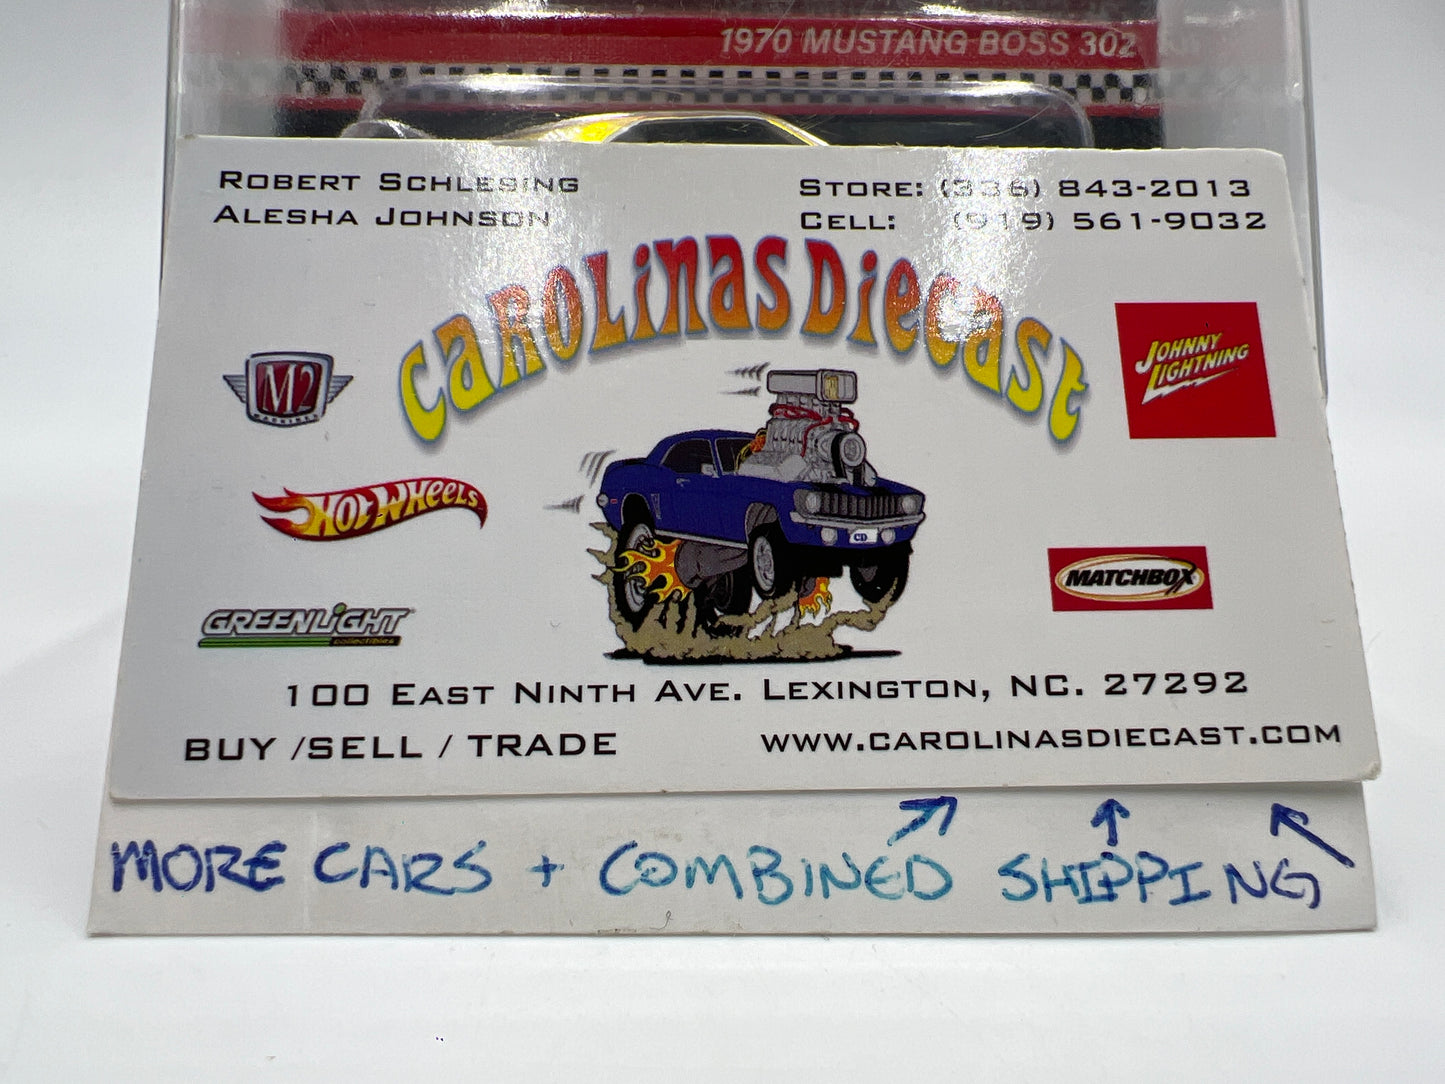 1970 MUSTANG BOSS 302
ROBERT SCHLESING
ALESHA JOHNSON
STORE: (336) 843-2013
CELL: (919) 561-9032
CAROLINAS DIECAST
M2
MACHINES
JOHNNY
LIGHTNING
HOT WHEELS
CD
MATCHBOX
GREENLIGHT
collectibles
100 EAST NINTH AVE. LEXINGTON, NC. 27292
BUY /SELL / TRADE
WWW.CAROLINASDIECAST.COM
MORE CARS + COMBINED SHIPPING